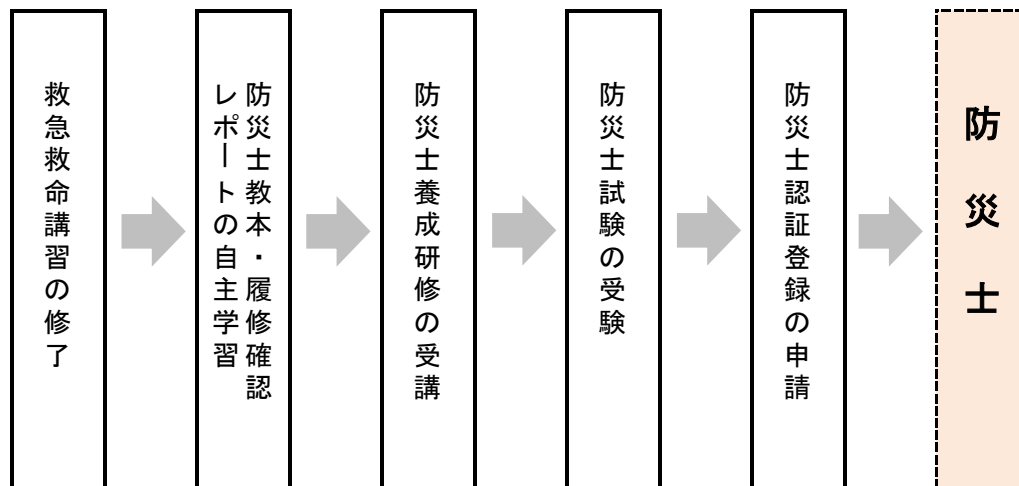 救急救命講習の修了
防災士教本・履修確認
レポートの自主学習
防災士養成研修の受講
防災士試験の受験
防災士認証登録の申請
防災士